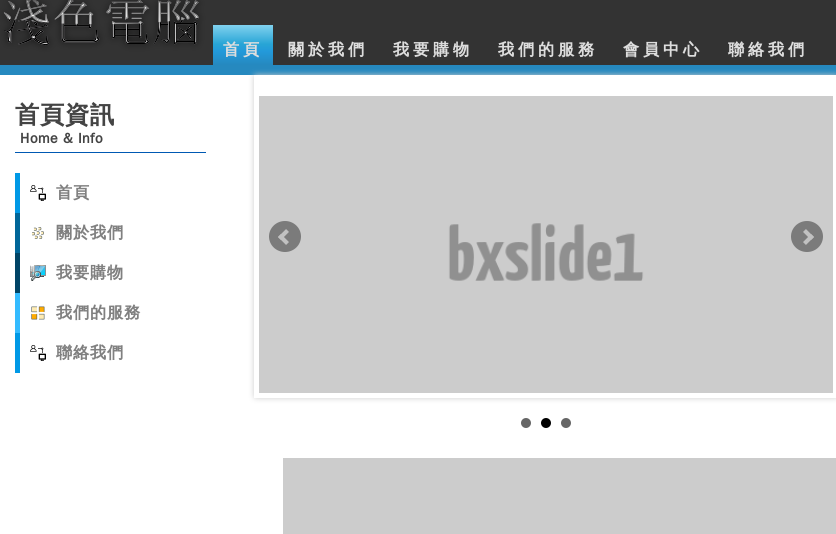 淺色電腦
首頁 關於我們 我要購物 我們的服務 會員中心 聯絡我們
首頁資訊
Home & Info
首頁
關於我們
我要購物
我們的服務
聯絡我們
bxslide1